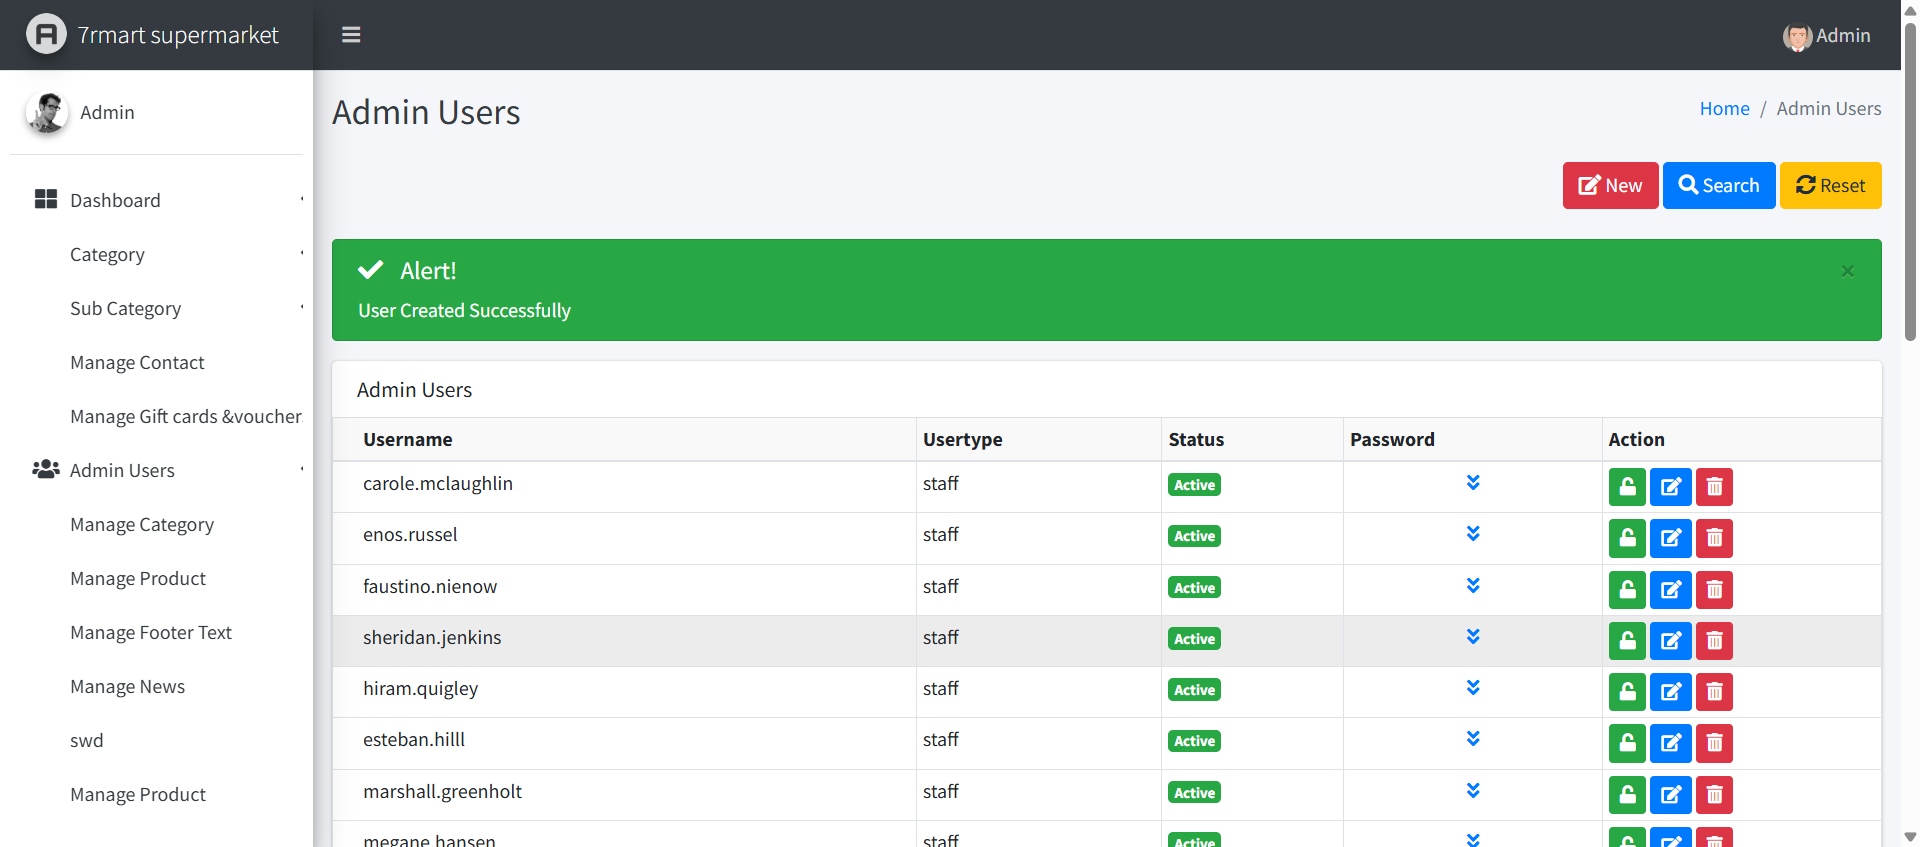 7rmart supermarket
Admin
Admin
Dashboard
Category
Sub Category
Manage Contact
Manage Gift cards &voucher
Admin Users
Manage Category
Manage Product
Manage Footer Text
Manage News
swd
Manage Product
Admin Users
Home / Admin Users
New Search Reset
Alert!
×
User Created Successfully
Admin Users
Username Usertype Status Password Action
carole.mclaughlin staff Active
enos.russel staff Active
faustino.nienow staff Active
sheridan.jenkins staff Active
hiram.quigley staff Active
esteban.hilll staff Active
marshall.greenholt staff Active
megane.hansen staff Active